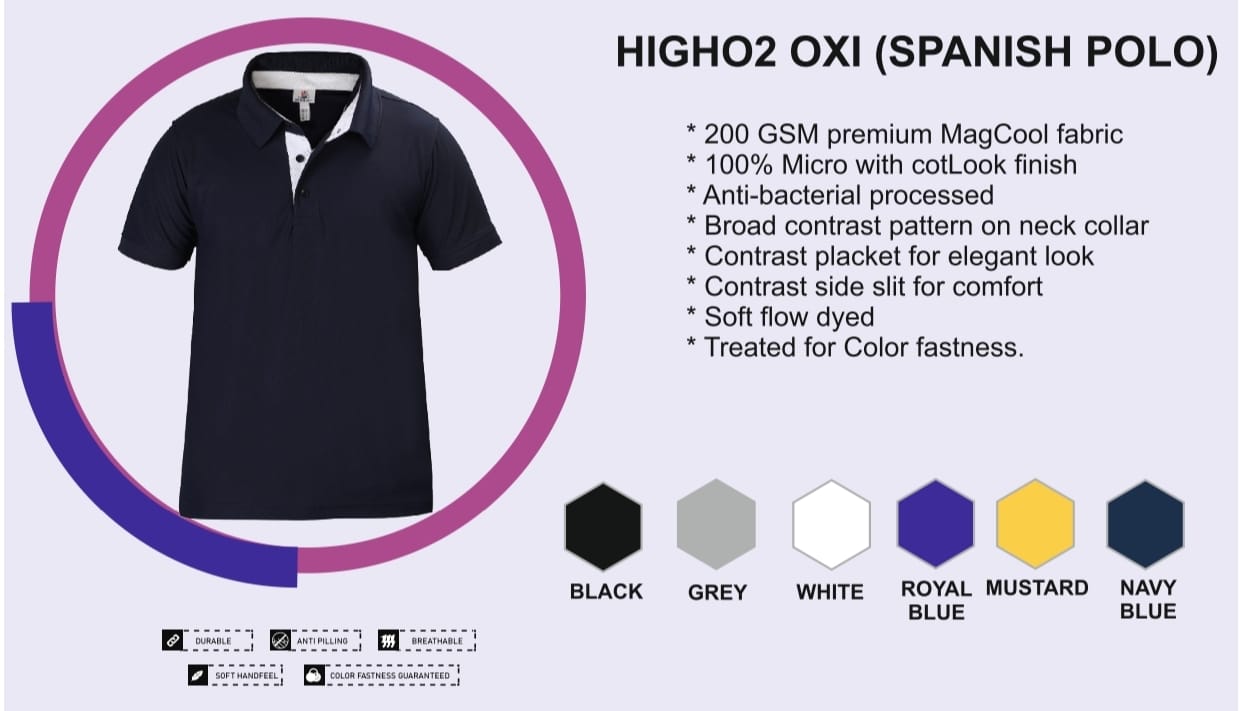 HIGHO2 OXI (SPANISH POLO)
* 200 GSM premium MagCool fabric
* 100% Micro with cotLook finish
* Anti-bacterial processed
* Broad contrast pattern on neck collar
* Contrast placket for elegant look
* Contrast side slit for comfort
* Soft flow dyed
* Treated for Color fastness.
BLACK
GREY
WHITE
ROYAL
BLUE
MUSTARD
NAVY
BLUE
DURABLE
ANTI PILLING
BREATHABLE
SOFT HANDFEEL
COLOR FASTNESS GUARANTEED